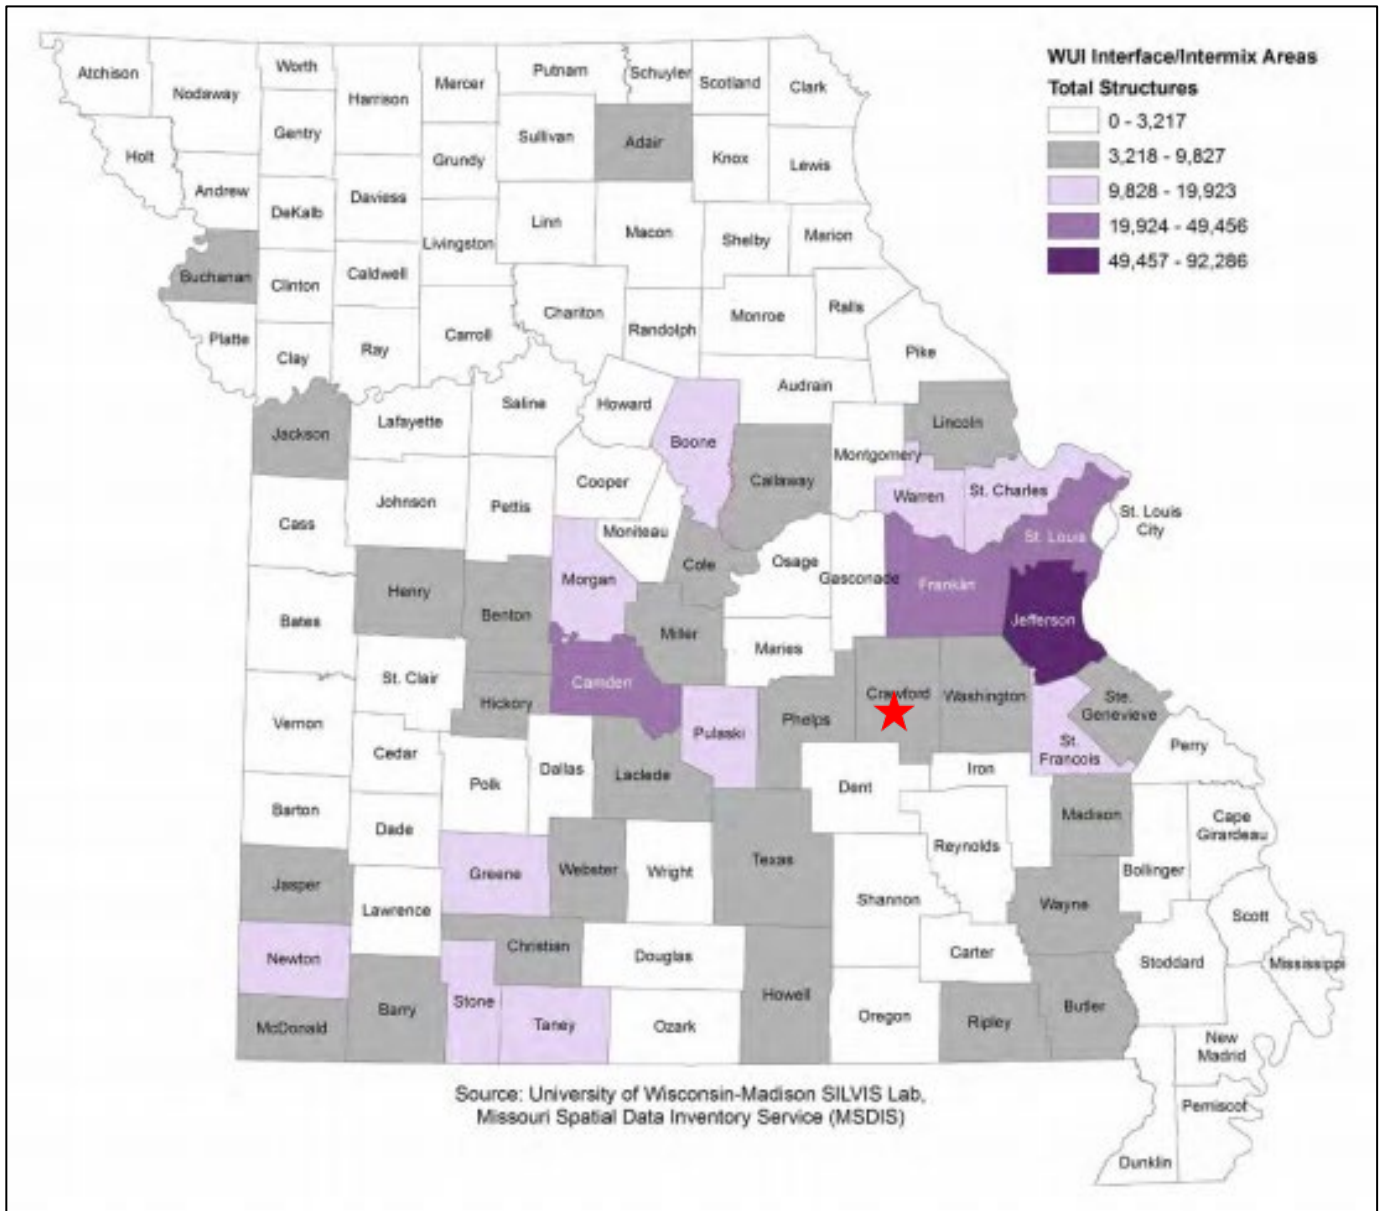 WUI Interface/Intermix Areas
Total Structures
0 - 3,217
3,218 - 9,827
9,828 - 19,923
19,924 - 49,456
49,457 - 92,286
Atchison
Nodaway
Worth
Harrison
Mercer
Putnam
Schuyler
Scotland
Clark
Gentry
Sullivan
Adair
Knox
Lewis
Holt
Andrew
DeKalb
Daviess
Grundy
Linn
Macon
Shelby
Marion
Livingston
Buchanan
Clinton
Caldwell
Chariton
Randolph
Monroe
Ralls
Platte
Clay
Ray
Carroll
Pike
Audrain
Jackson
Lafayette
Saline
Howard
Boone
Callaway
Montgomery
Lincoln
Cooper
Warren
St. Charles
St. Louis
City
Cass
Johnson
Pettis
Moniteau
Osage
St. Louis
Morgan
Cole
Gasconade
Franklin
Henry
Benton
Bates
Miller
Jefferson
Maries
St. Clair
Camden
Hickory
Crawford
Washington
Ste.
Genevieve
Vernon
Pulaski
Phelps
St.
Francois
Perry
Cedar
Polk
Dallas
Laclede
Dent
Iron
Barton
Dade
Madison
Cape
Girardeau
Reynolds
Greene
Webster
Wright
Texas
Bollinger
Jasper
Lawrence
Shannon
Wayne
Scott
Newton
Christian
Douglas
Carter
Stoddard
Mississippi
McDonald
Barry
Stone
Taney
Ozark
Howell
Oregon
Ripley
Butler
New
Madrid
Pemiscot
Dunklin
Source: University of Wisconsin-Madison SILVIS Lab,
Missouri Spatial Data Inventory Service (MSDIS)